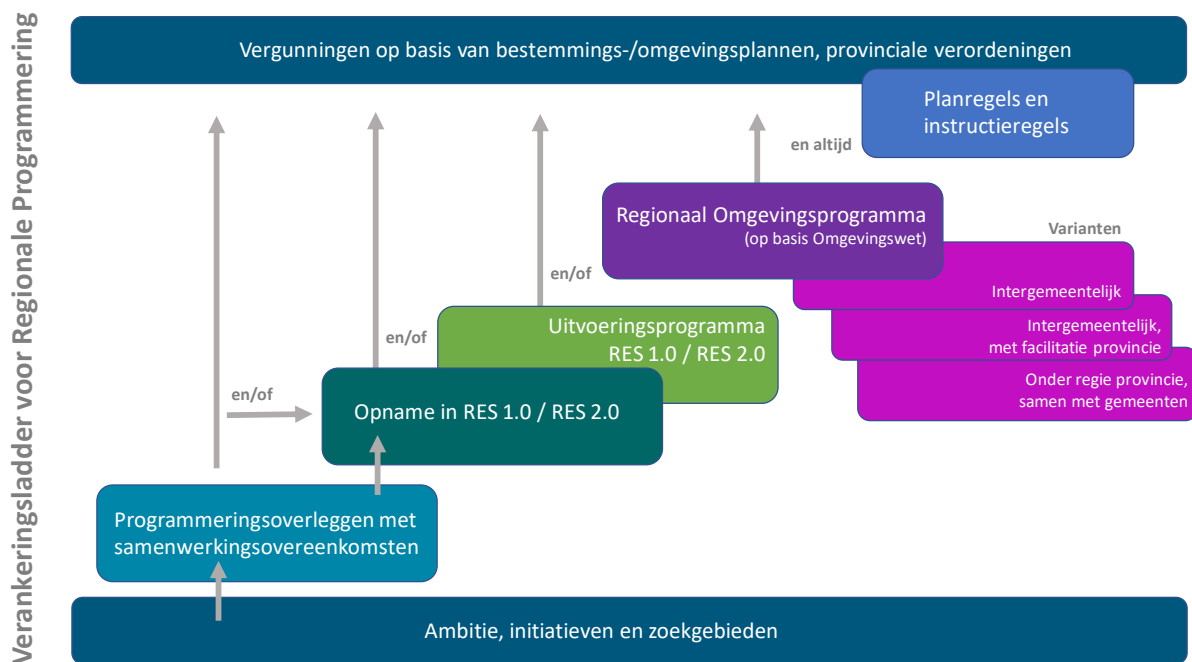 Verankeringsladder voor Regionale Programmering
Vergunningen op basis van bestemmings-/omgevingsplannen, provinciale verordeningen
Planregels en
instructieregels
en altijd
Regionaal Omgevingsprogramma
(op basis Omgevingswet)
Varianten
Intergemeentelijk
en/of
Uitvoeringsprogramma
RES 1.0 / RES 2.0
Intergemeentelijk,
met facilitatie provincie
en/of
Onder regie provincie,
samen met gemeenten
en/of
Opname in RES 1.0 / RES 2.0
Programmeringsoverleggen met
samenwerkingsovereenkomsten
Ambitie, initiatieven en zoekgebieden